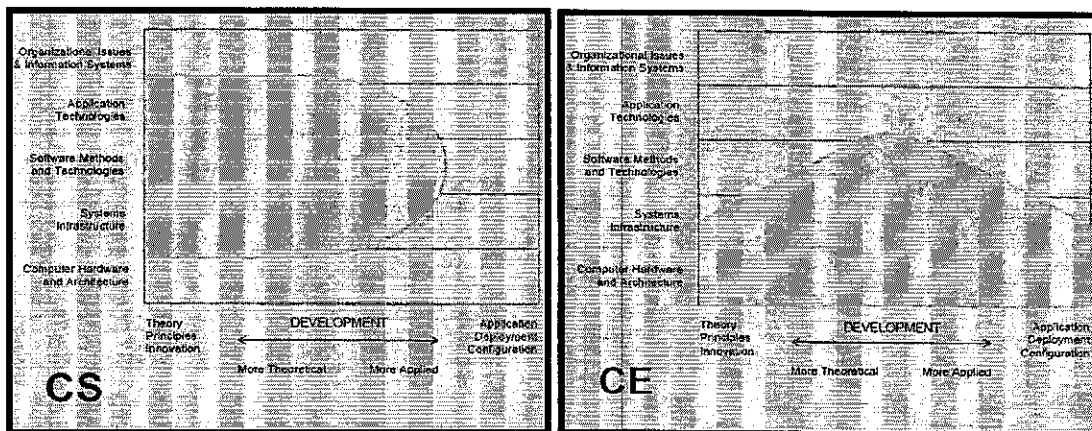 Organizational Issues
& Information Systems
Application
Technologies
Software Methods
and Technologies
Systems
Infrastructure
Computer Hardware
and Architecture
Theory
Principles
Innovation
DEVELOPMENT
Application
Deployment
Configuration
More Theoretical
More Applied
CS
Organizational Issues
& Information Systems
Application
Technologies
Software Methods
and Technologies
Systems
Infrastructure
Computer Hardware
and Architecture
Theory
Principles
Innovation
DEVELOPMENT
Application
Deployment
Configuration
More Theoretical
More Applied
CE